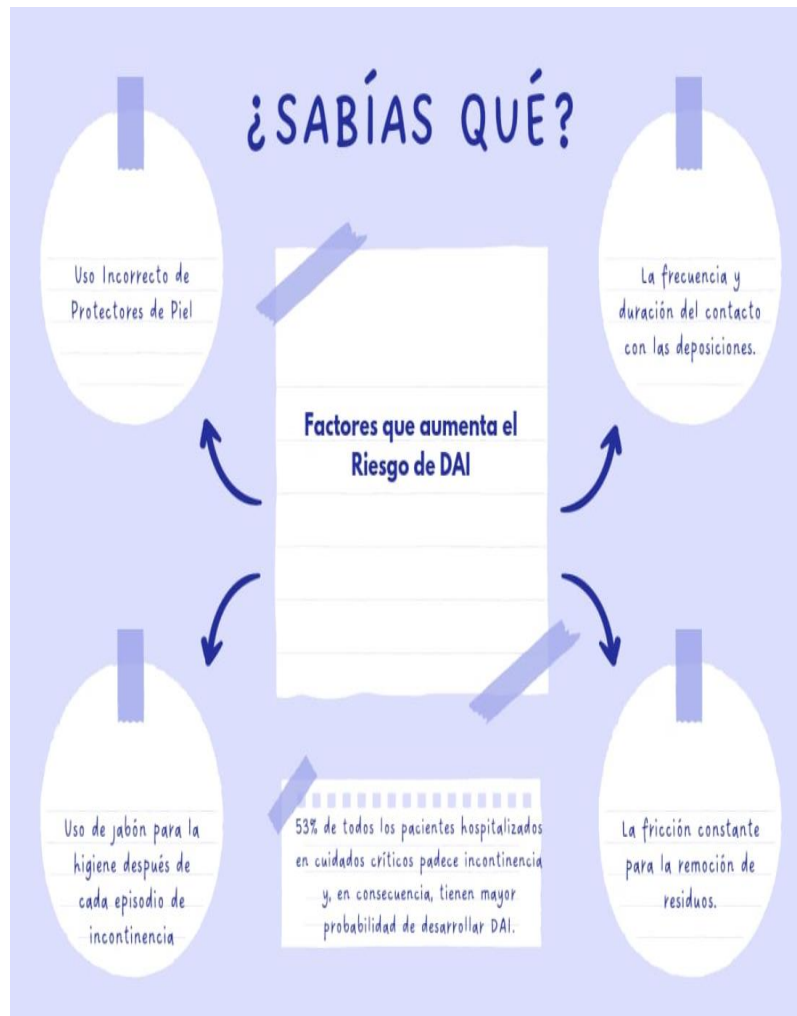 ¿SABÍAS QUÉ?
Uso Incorrecto de
Protectores de Piel
La frecuencia y
duración del contacto
con las deposiciones.
Factores que aumenta el
Riesgo de DAI
Uso de jabón para la
higiene después de
cada episodio de
incontinencia
53% de todos los pacientes hospitalizados
en cuidados críticos padece incontinencia
y, en consecuencia, tienen mayor
probabilidad de desarrollar DAI.
La fricción constante
para la remoción de
residuos.